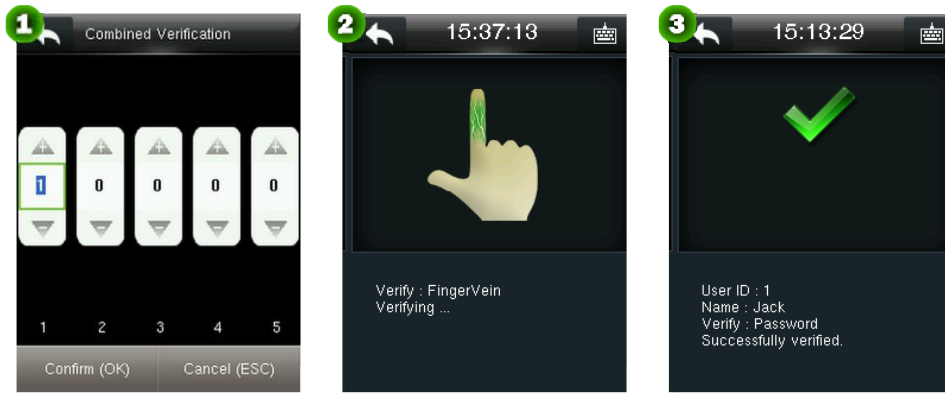 1
Combined Verification
1 0 0 0 0
1 2 3 4 5
Confirm (OK) Cancel (ESC)
2
15:37:13
Verify : FingerVein
Verifying ...
3
15:13:29
User ID : 1
Name : Jack
Verify : Password
Successfully verified.